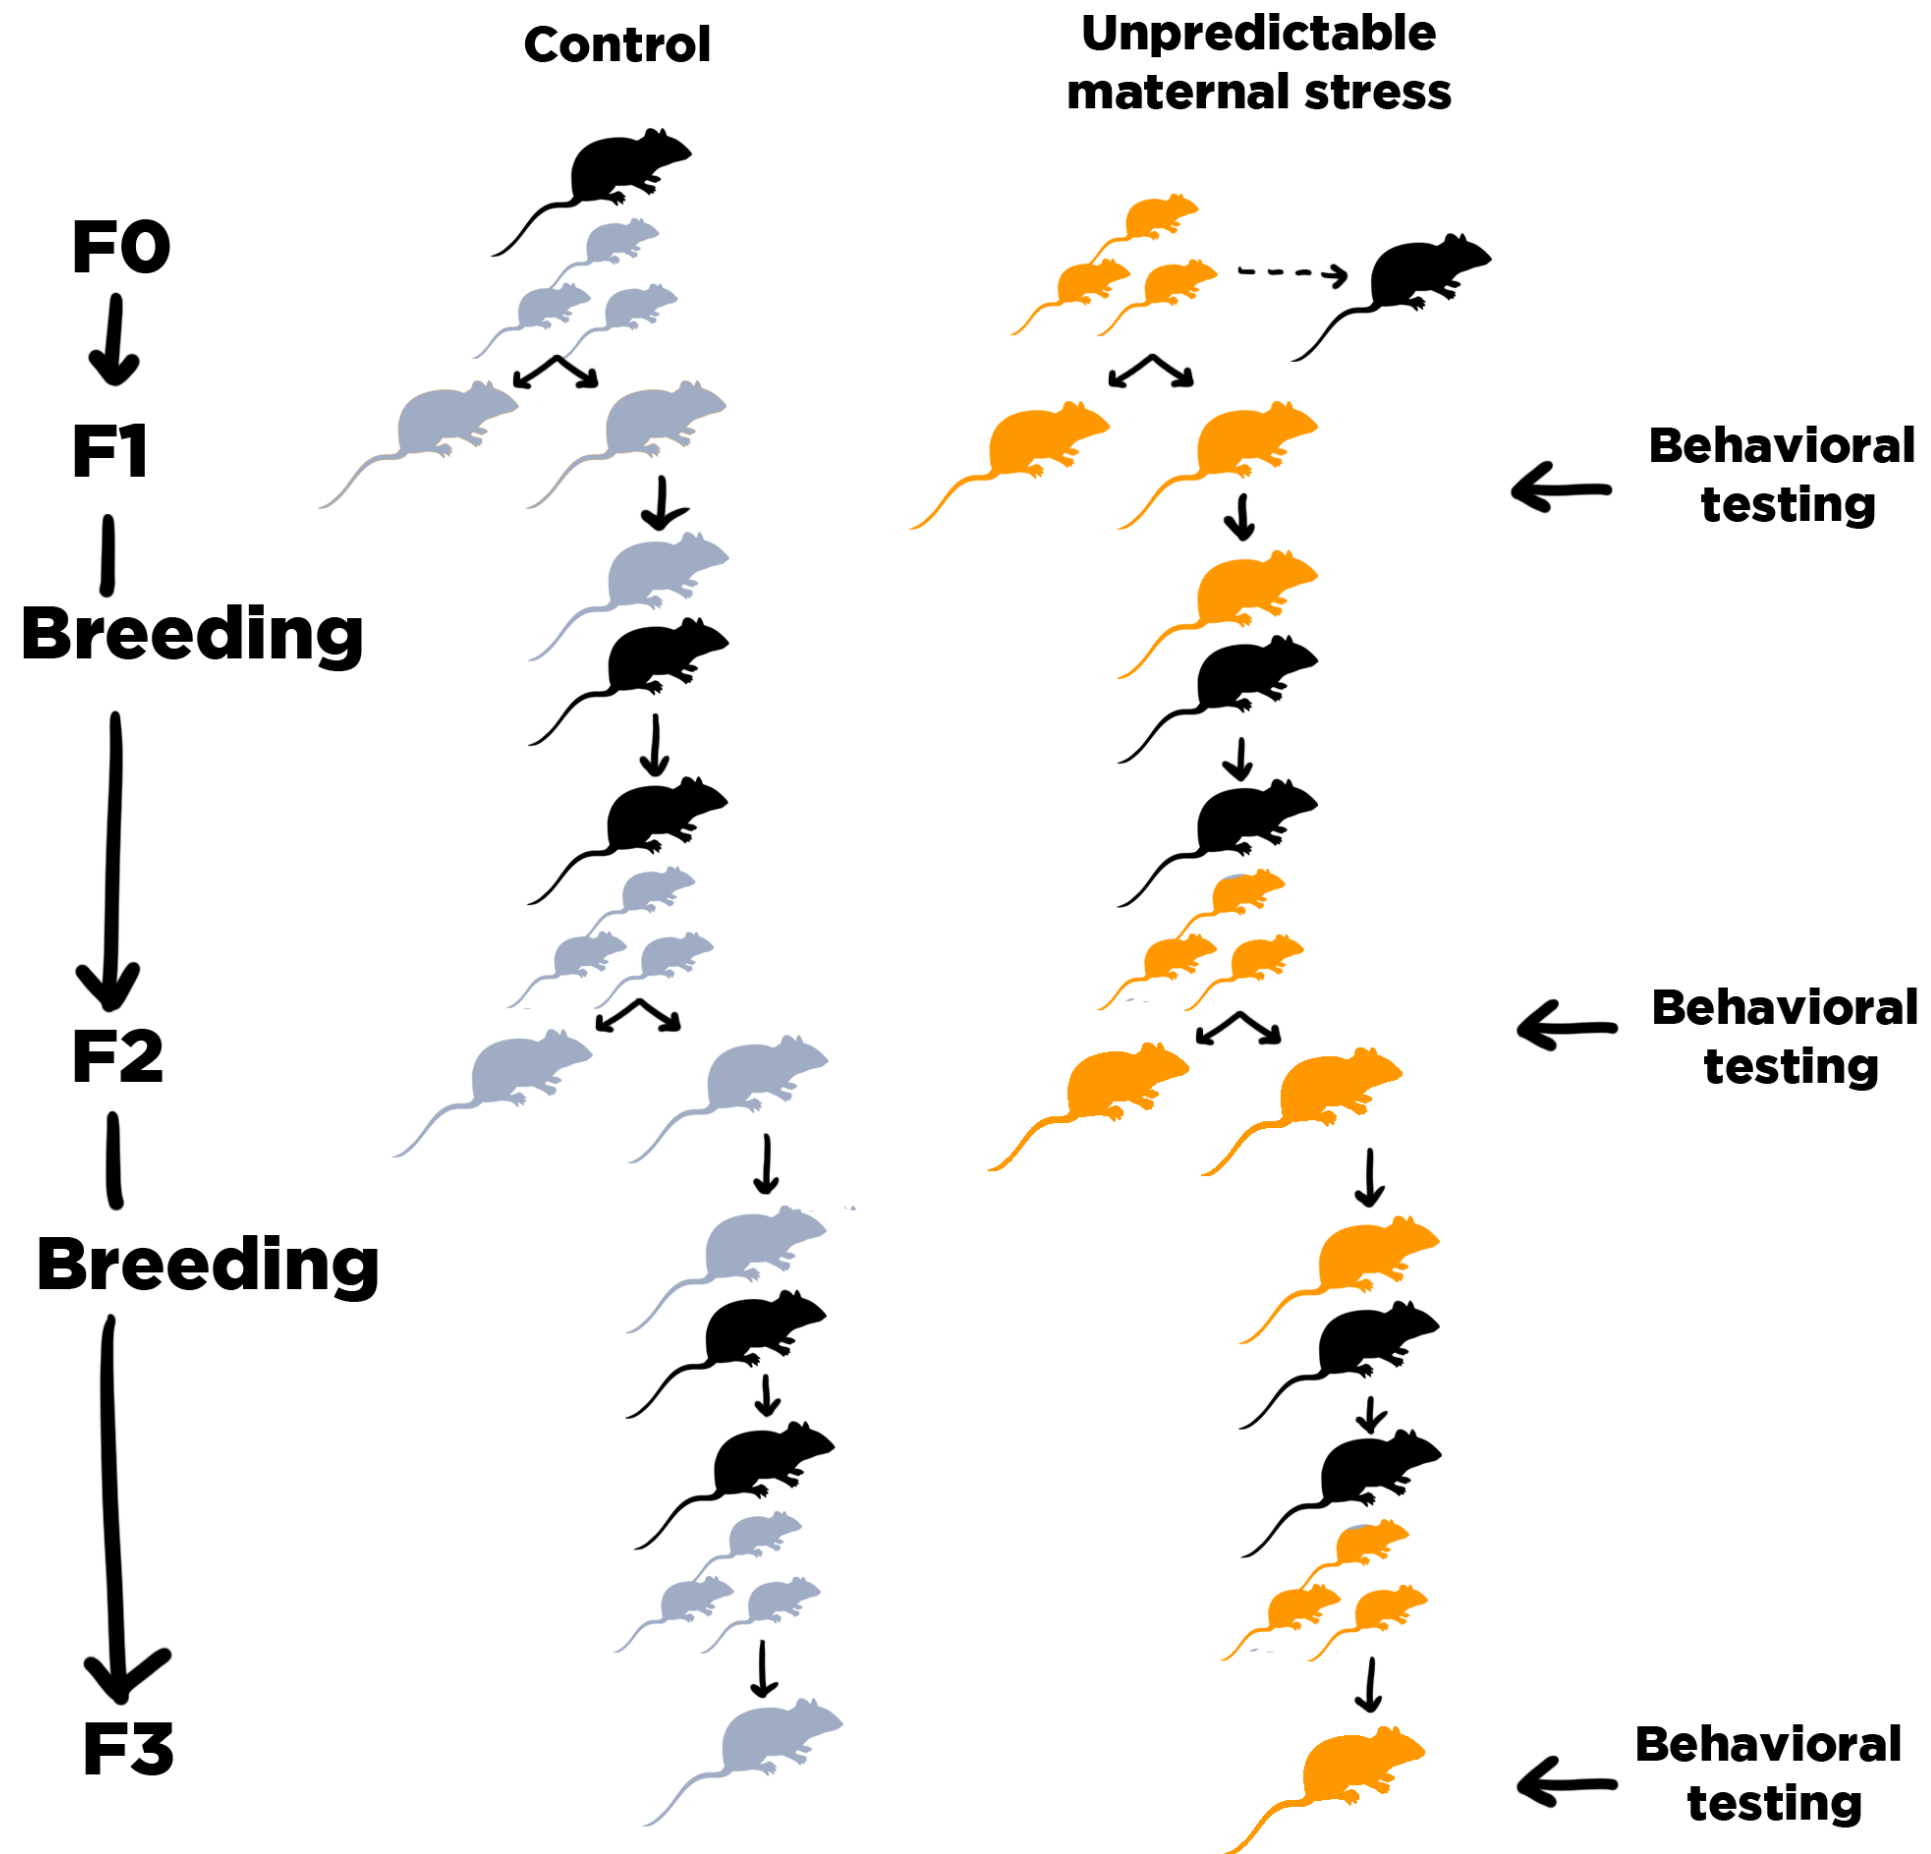 Control
Unpredictable
maternal stress
F0
F1
Behavioral
testing
Breeding
F2
Behavioral
testing
Breeding
F3
Behavioral
testing